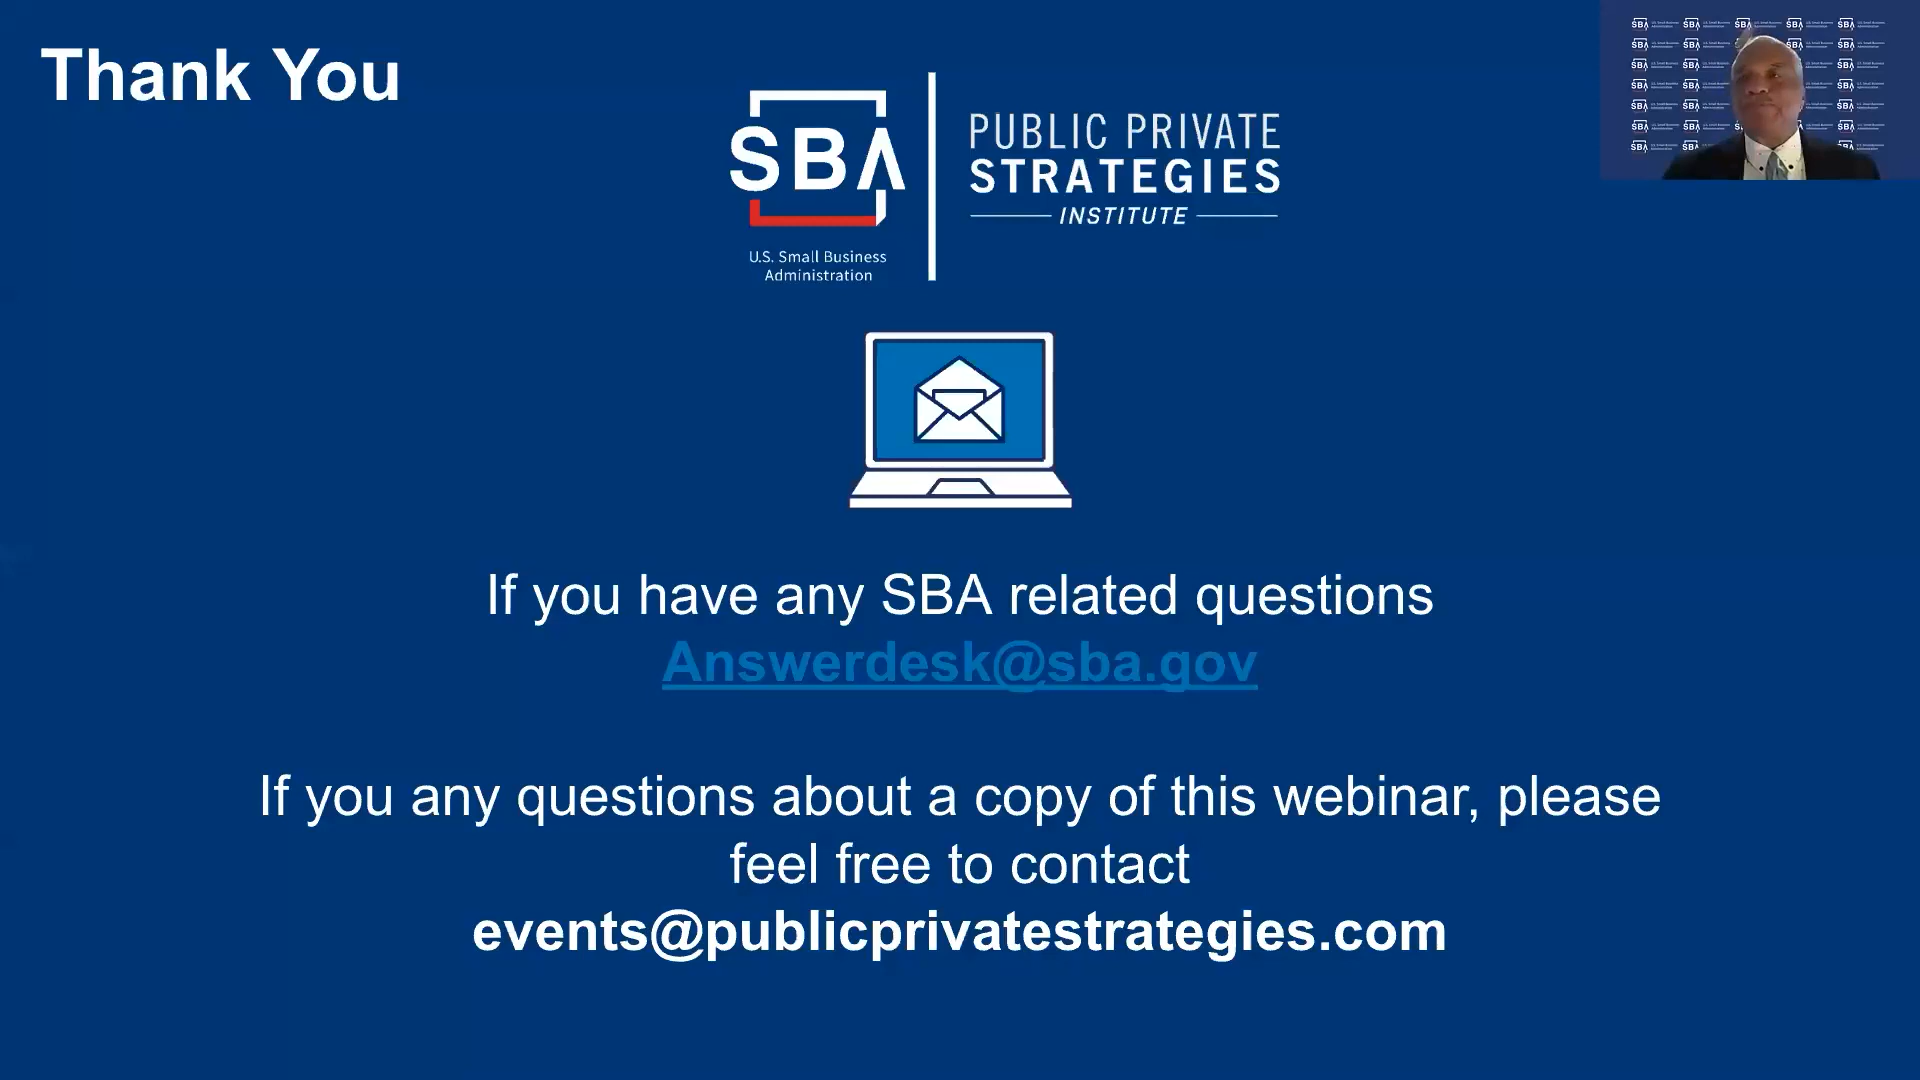 Thank You
SBA
U.S. Small Business
Administration
PUBLIC PRIVATE
STRATEGIES
INSTITUTE
If you have any SBA related questions
Answerdesk@sba.gov
If you any questions about a copy of this webinar, please
feel free to contact
events@publicprivatestrategies.com